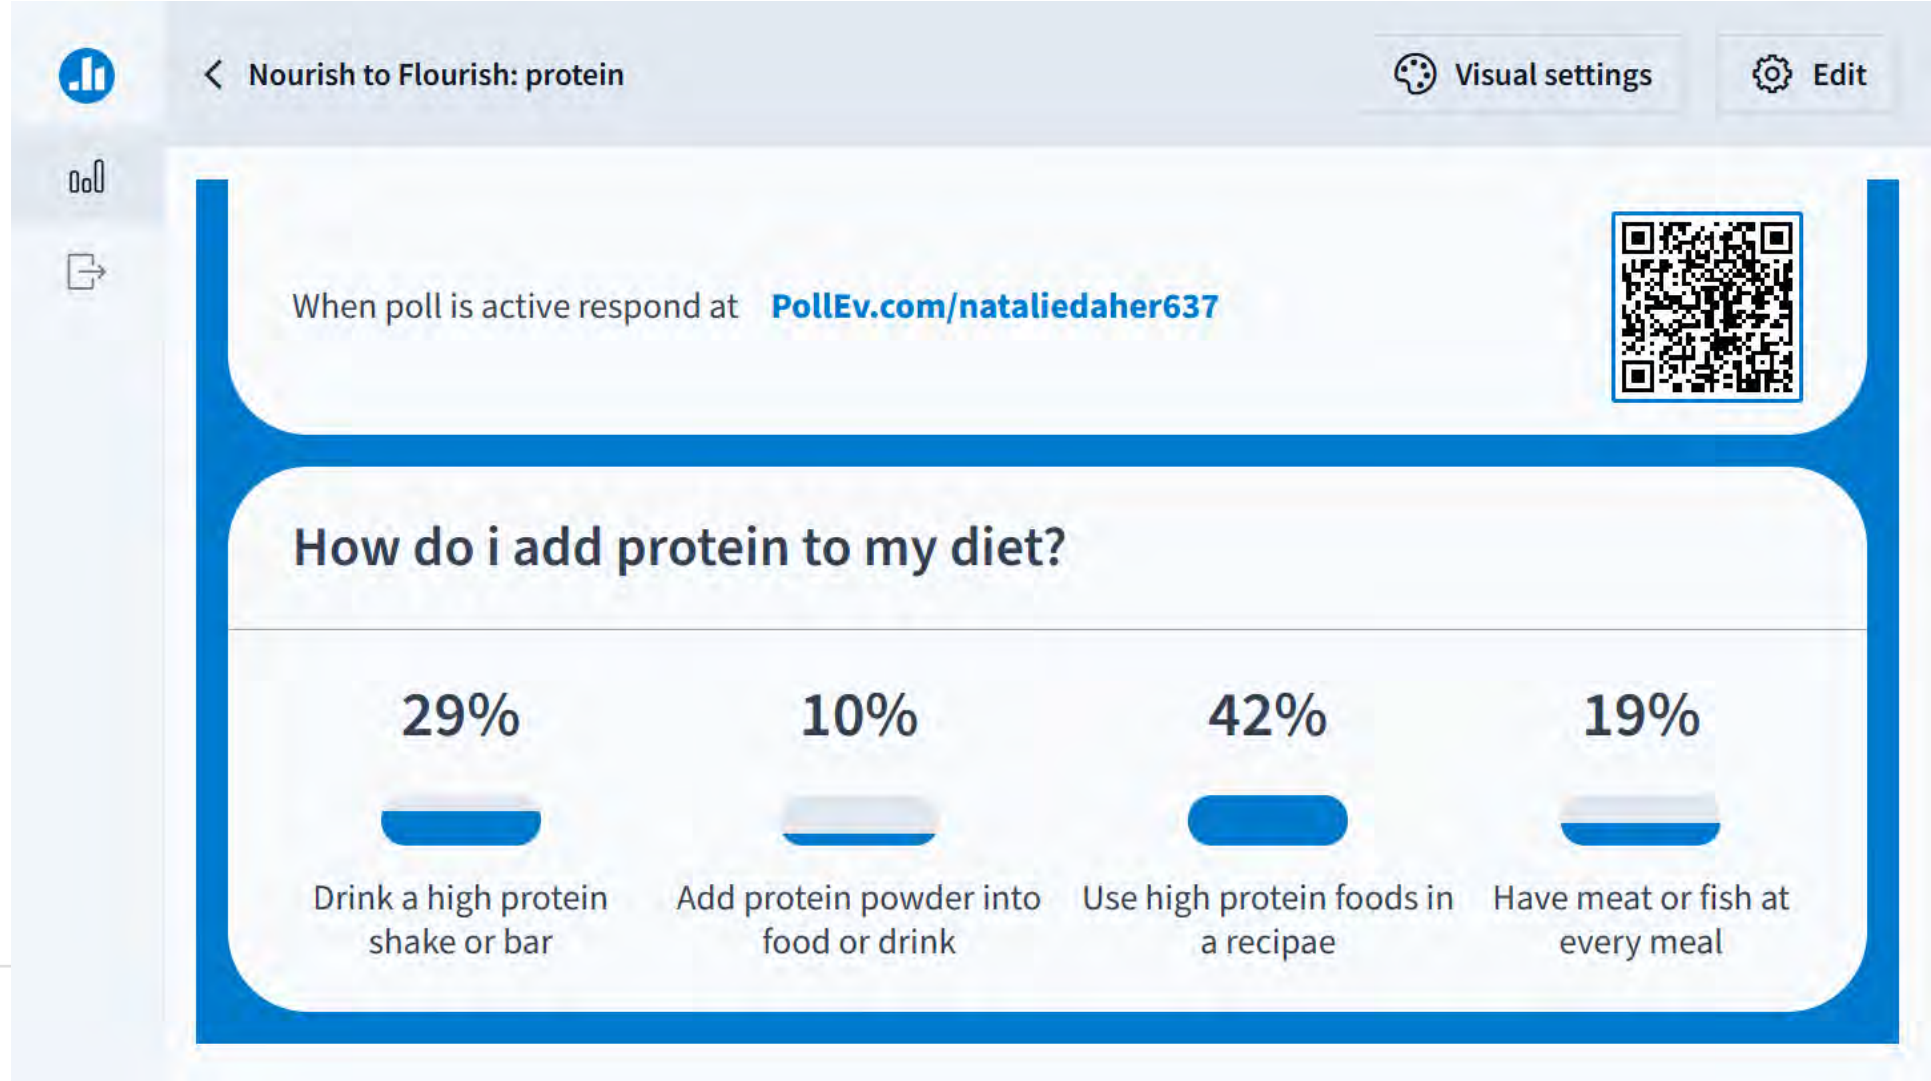 Nourish to Flourish: protein
Visual settings
Edit
When poll is active respond at PollEv.com/nataliedaher637
How do i add protein to my diet?
29%
10%
42%
19%
Drink a high protein
shake or bar
Add protein powder into
food or drink
Use high protein foods in
a recipae
Have meat or fish at
every meal